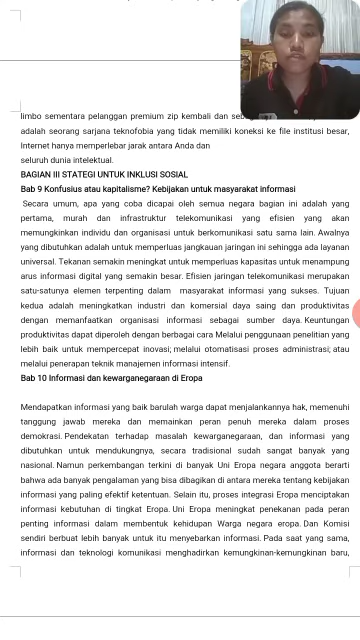 limbo sementara pelanggan premium zip kembali dan
adalah seorang sarjana teknofobia yang tidak memiliki koneksi ke file institusi besar,
Internet hanya memperlebar jarak antara Anda dan
seluruh dunia intelektual.
BAGIAN III STATEGI UNTUK INKLUSI SOSIAL
Bab 9 Konfusius atau kapitalisme? Kebijakan untuk masyarakat informasi
Secara umum, apa yang coba dicapai oleh semua negara bagian ini adalah yang
pertama, murah dan infrastruktur telekomunikasi yang efisien yang akan
memungkinkan individu dan organisasi untuk berkomunikasi satu sama lain. Awalnya
yang dibutuhkan adalah untuk memperluas jangkauan jaringan ini sehingga ada layanan
universal. Tekanan semakin meningkat untuk memperluas kapasitas untuk menampung
arus informasi digital yang semakin besar. Efisien jaringan telekomunikasi merupakan
satu-satunya elemen terpenting dalam masyarakat informasi yang sukses. Tujuan
kedua adalah meningkatkan industri dan komersial daya saing dan produktivitas
dengan memanfaatkan organisasi informasi sebagai sumber daya. Keuntungan
produktivitas dapat diperoleh dengan berbagai cara Melalui penggunaan penelitian yang
lebih baik untuk mempercepat inovasi; melalui otomatisasi proses administrasi; atau
melalui penerapan teknik manajemen informasi intensif.
Bab 10 Informasi dan kewarganegaraan di Eropa
Mendapatkan informasi yang baik barulah warga dapat menjalankannya hak, memenuhi
tanggung jawab mereka dan memainkan peran penuh mereka dalam proses
demokrasi. Pendekatan terhadap masalah kewarganegaraan, dan informasi yang
dibutuhkan untuk mendukungnya, secara tradisional sudah sangat banyak yang
nasional. Namun perkembangan terkini di banyak Uni Eropa negara anggota berarti
bahwa ada banyak pengalaman yang bisa dibagikan di antara mereka tentang kebijakan
informasi yang paling efektif ketentuan. Selain itu, proses integrasi Eropa menciptakan
informasi kebutuhan di tingkat Eropa. Uni Eropa meningkat penekanan pada peran
penting informasi dalam membentuk kehidupan Warga negara eropa. Dan Komisi
sendiri berbuat lebih banyak untuk itu menyebarkan informasi. Pada saat yang sama,
informasi dan teknologi komunikasi menghadirkan kemungkinan-kemungkinan baru,